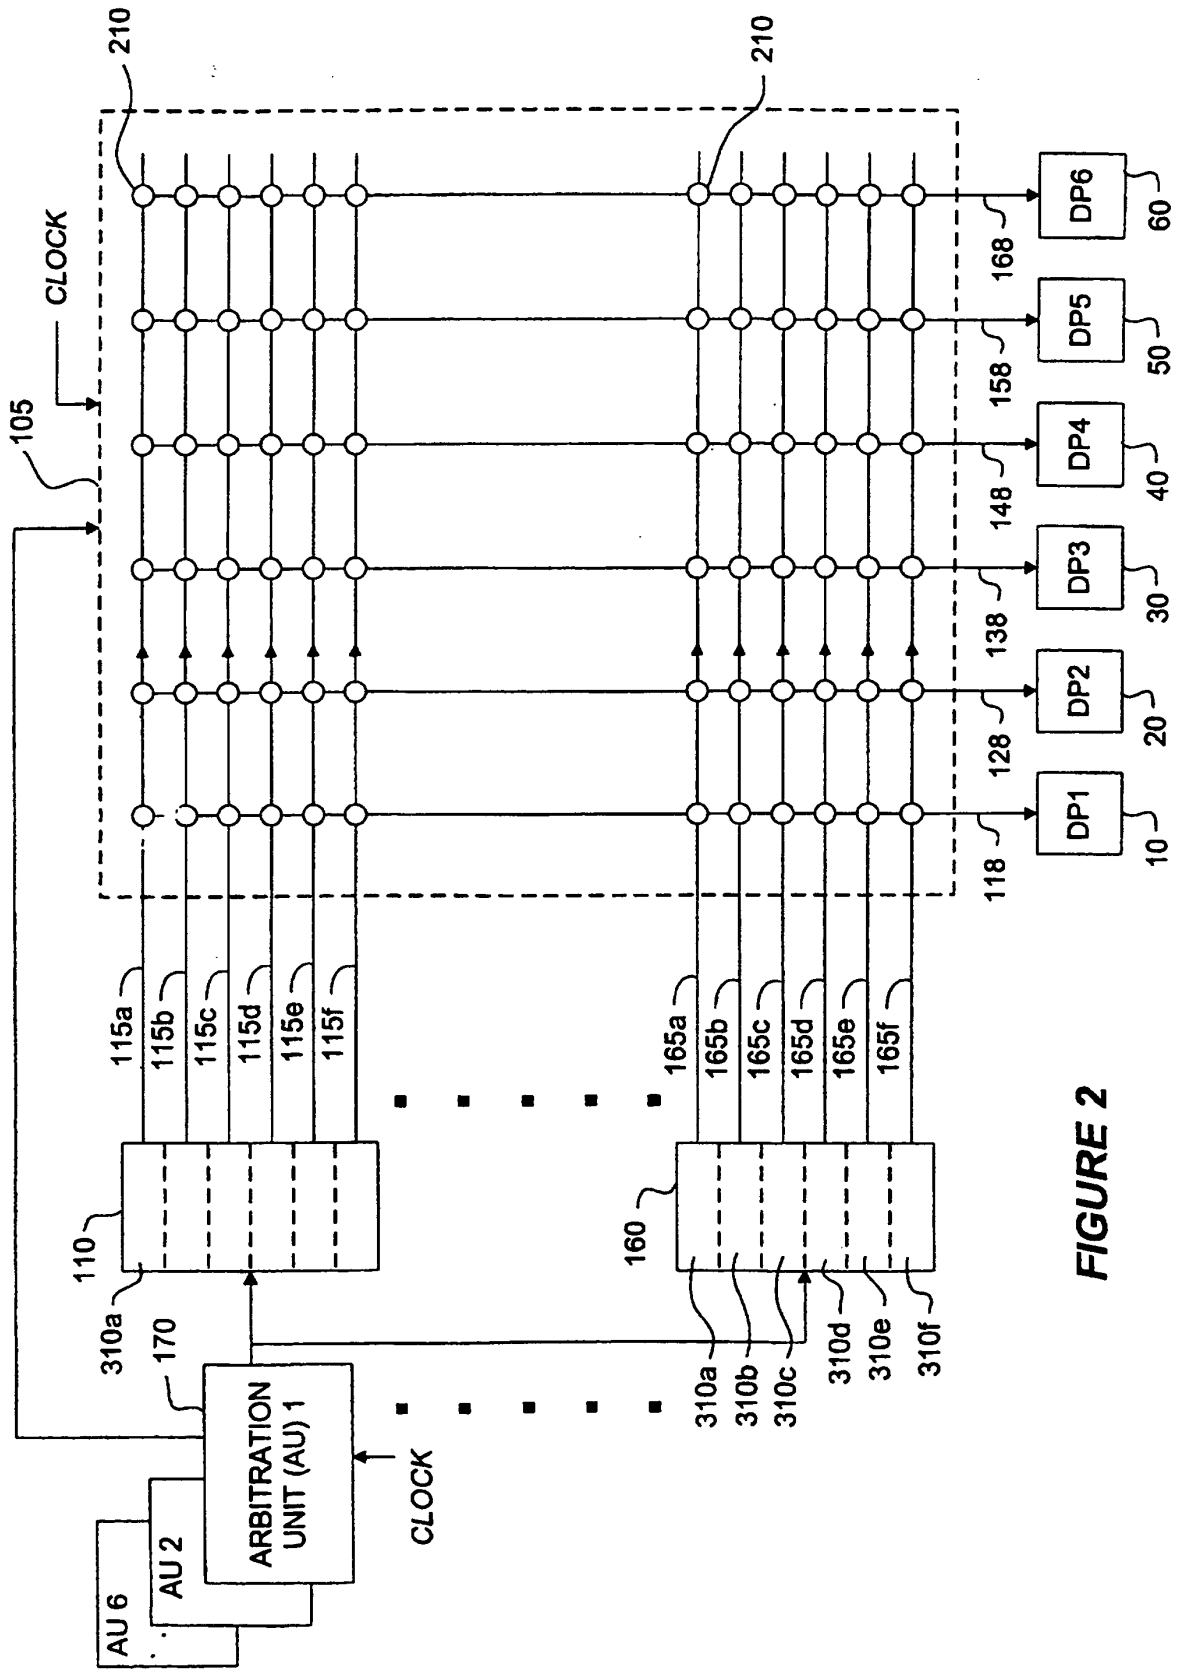 210
CLOCK
105
210
115a
115b
115c
115d
115e
115f
110
310a
170
ARBITRATION
UNIT (AU) 1
AU 2
AU 6
CLOCK
165a
165b
165c
165d
165e
165f
160
310a
310b
310c
310d
310e
310f
118
128
138
148
158
168
DP1
DP2
DP3
DP4
DP5
DP6
10
20
30
40
50
60
FIGURE 2